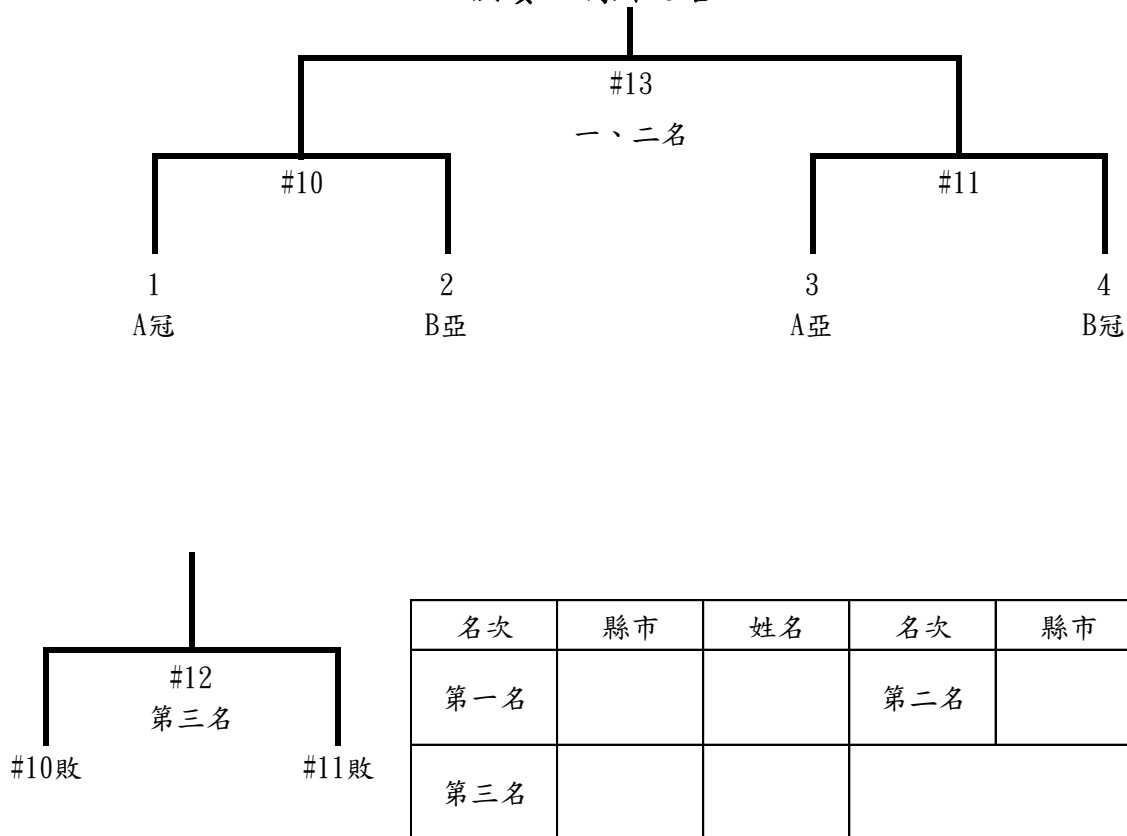 #13
一、二名
#10
#11
1 2 3 4
A冠 B亞 A亞 B冠
名次 縣市 姓名 名次 縣市
#12
第三名
第一名 第二名
#10敗 #11敗
第三名